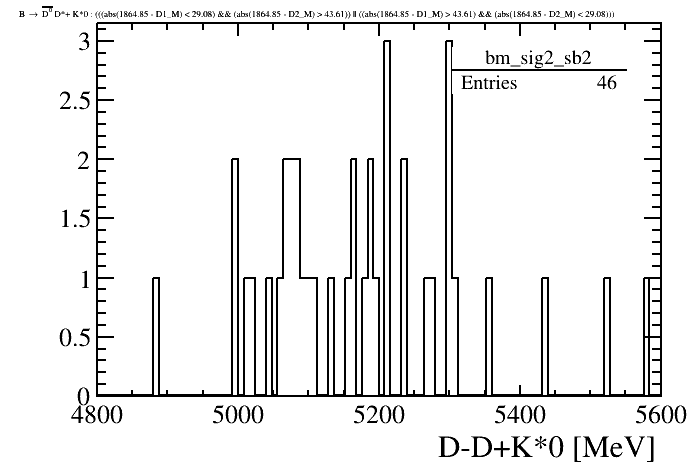 B → D⁰ D*+ K*0 : (((abs(1864.85 - D1_M) < 29.08) && (abs(1864.85 - D2_M) > 43.61)) || ((abs(1864.85 - D1_M) > 43.61) && (abs(1864.85 - D2_M) < 29.08)))
bm_sig2_sb2
Entries 46
3
2.5
2
1.5
1
0.5
0
4800 5000 5200 5400 5600
D-D+K*0 [MeV]